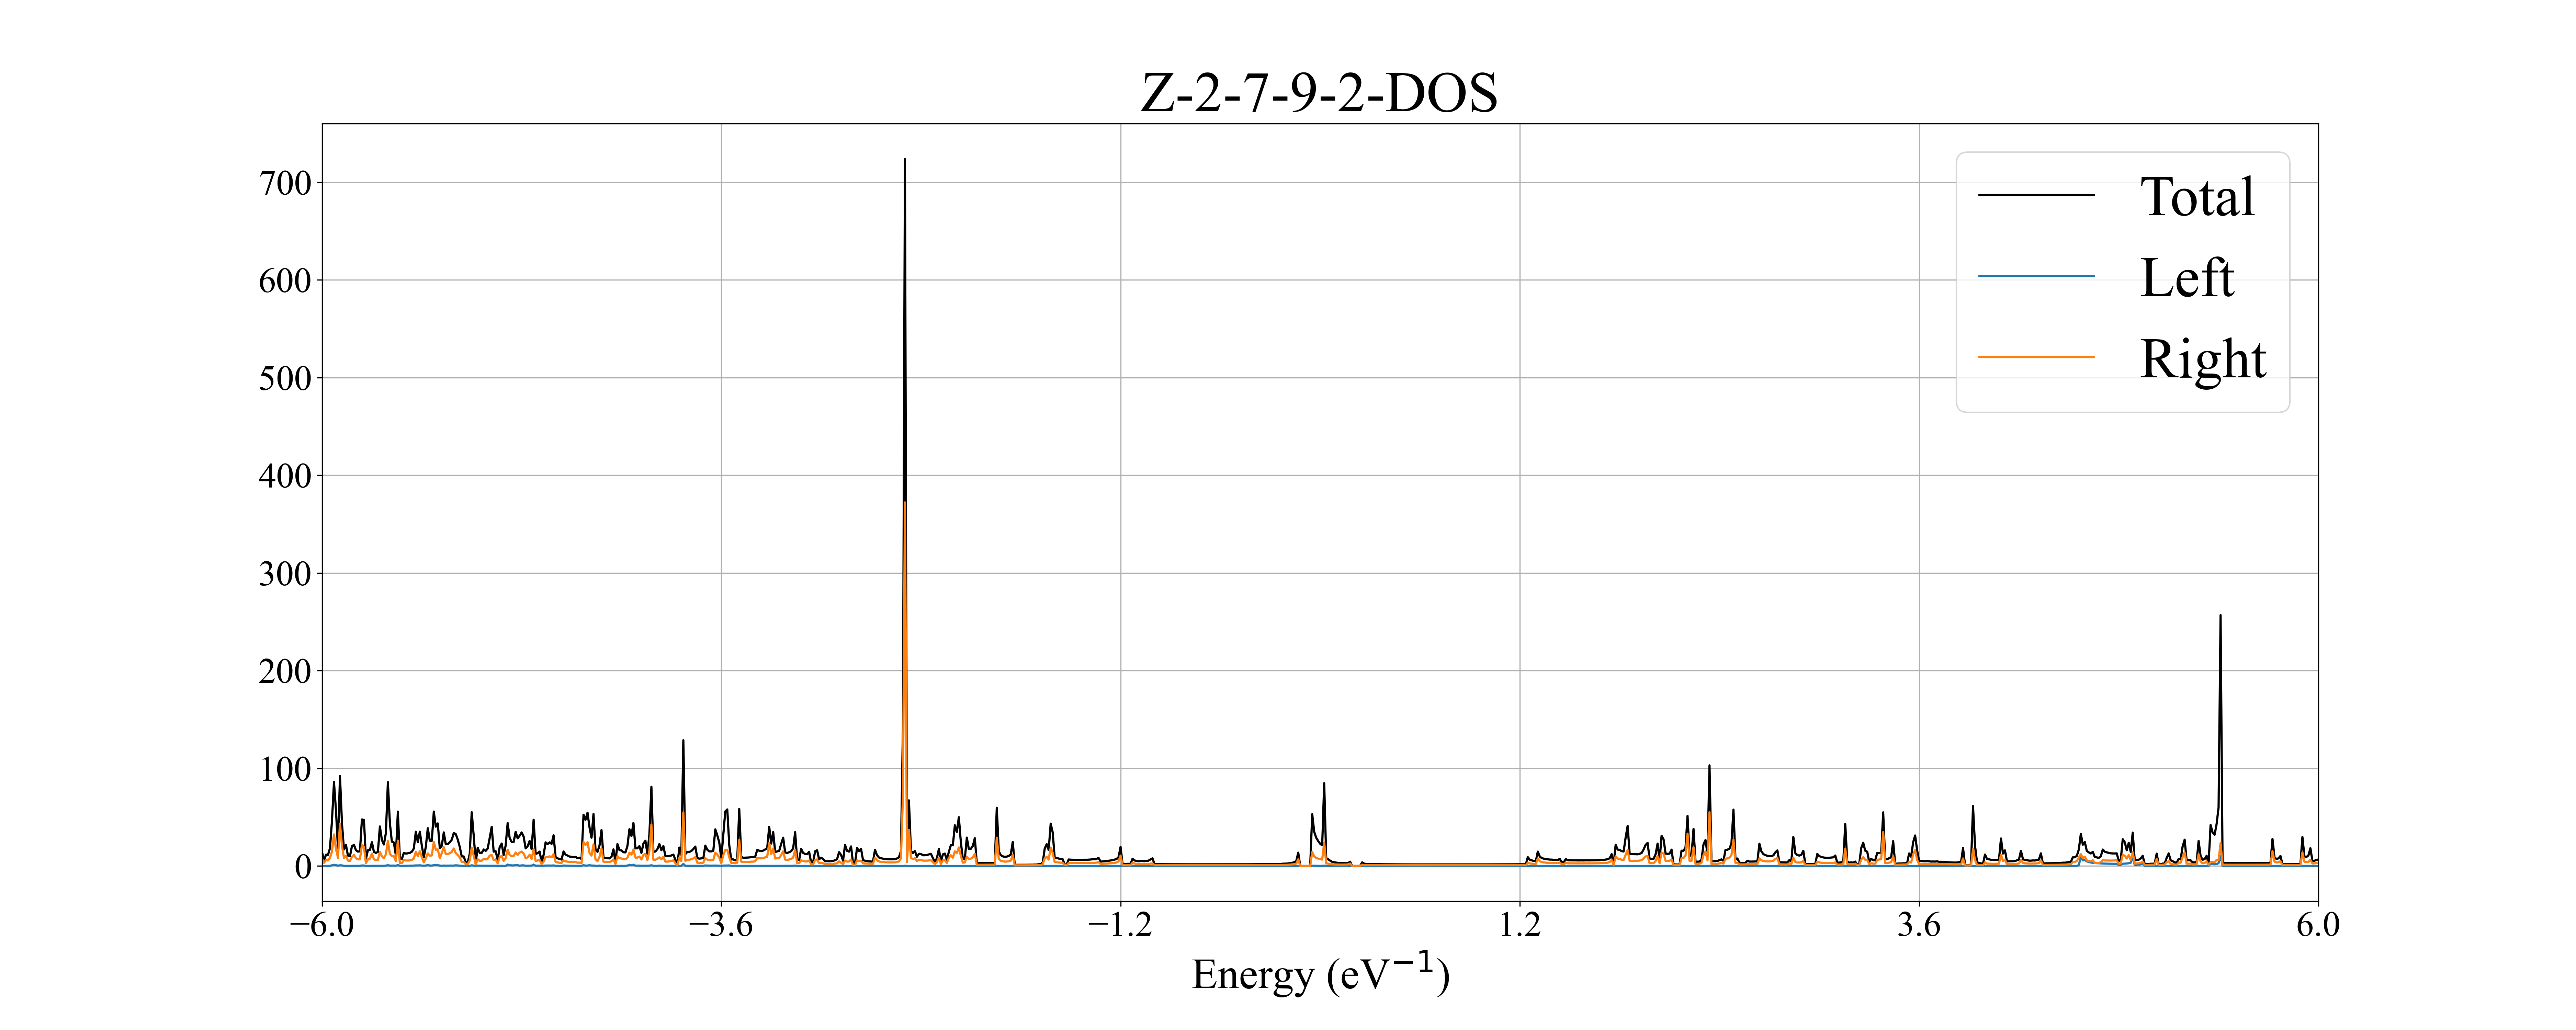 Z-2-7-9-2-DOS
700
600
500
400
300
200
100
0
Total
Left
Right
−6.0 −3.6 −1.2 1.2 3.6 6.0
Energy (eV⁻¹)